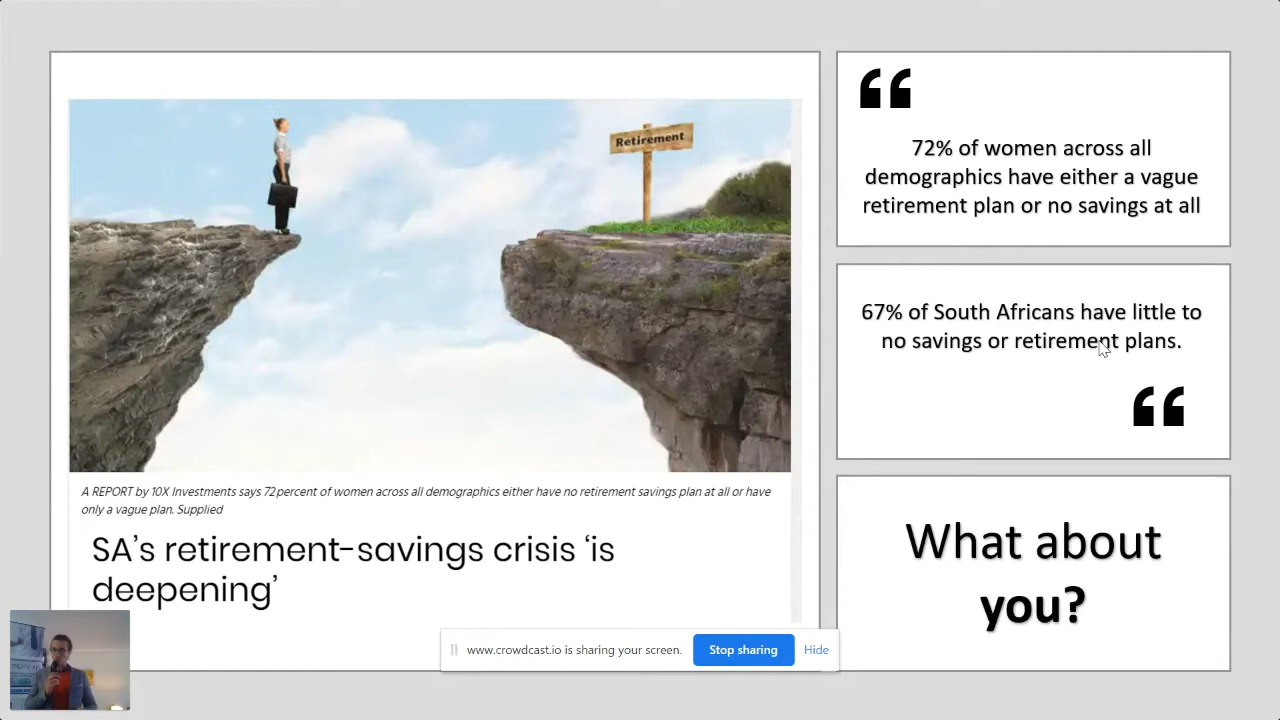 Retirement
A REPORT by 10X Investments says 72 percent of women across all demographics either have no retirement savings plan at all or have
only a vague plan. Supplied
SA’s retirement-savings crisis ‘is
deepening’
“
72% of women across all
demographics have either a vague
retirement plan or no savings at all
67% of South Africans have little to
no savings or retirement plans.
“
What about
you?
www.crowdcast.io is sharing your screen. Stop sharing Hide